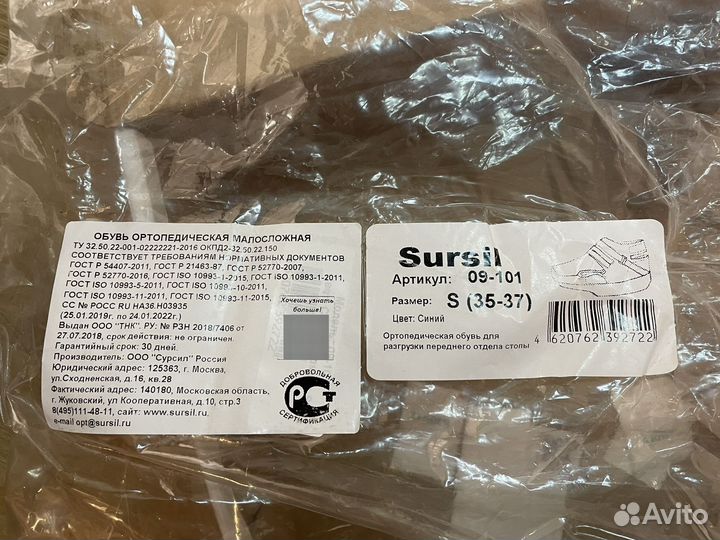 ОБУВЬ ОРТОПЕДИЧЕСКАЯ МАЛОСЛОЖНАЯ
ТУ 32.50.22-001-02222221-2016 ОКПД2-32.50.22.150
СООТВЕТСТВУЕТ ТРЕБОВАНИЯМ НОРМАТИВНЫХ ДОКУМЕНТОВ
ГОСТ Р 54407-2011, ГОСТ Р 21463-87, ГОСТ Р 52770-2007,
ГОСТ Р 52770-2016, ГОСТ ISO 10993-1-2015, ГОСТ ISO 10993-1-2011,
ГОСТ ISO 10993-5-2011, ГОСТ ISO 10993-10-2011,
ГОСТ ISO 10993-11-2011, ГОСТ ISO 10993-11-2015,
СС № РОСС RU НА36.Н03935
(25.01.2019г. по 24.01.2022г.)
Выдан ООО "ТНК". РУ: № РЗН 2018/7406 от
27.07.2018, срок действия: не ограничен.
Гарантийный срок: 30 дней.
Производитель: ООО "Сурсил" Россия
Юридический адрес: 125363, г. Москва,
ул.Сходненская, д.16, кв.28
Фактический адрес: 140180, Московская область,
г. Жуковский, ул Кооперативная, д.10, стр.3
8(495)111-48-11, сайт: www.sursil.ru
e-mail opt@sursil.ru
Хочешь узнать
больше!
ДОБРОВОЛЬНАЯ
РСТ
СЕРТИФИКАЦИЯ
Sursil
Артикул: 09-101
Размер: S (35-37)
Цвет: Синий
Ортопедическая обувь для
разгрузки переднего отдела стопы
4 620762 392722
Avito